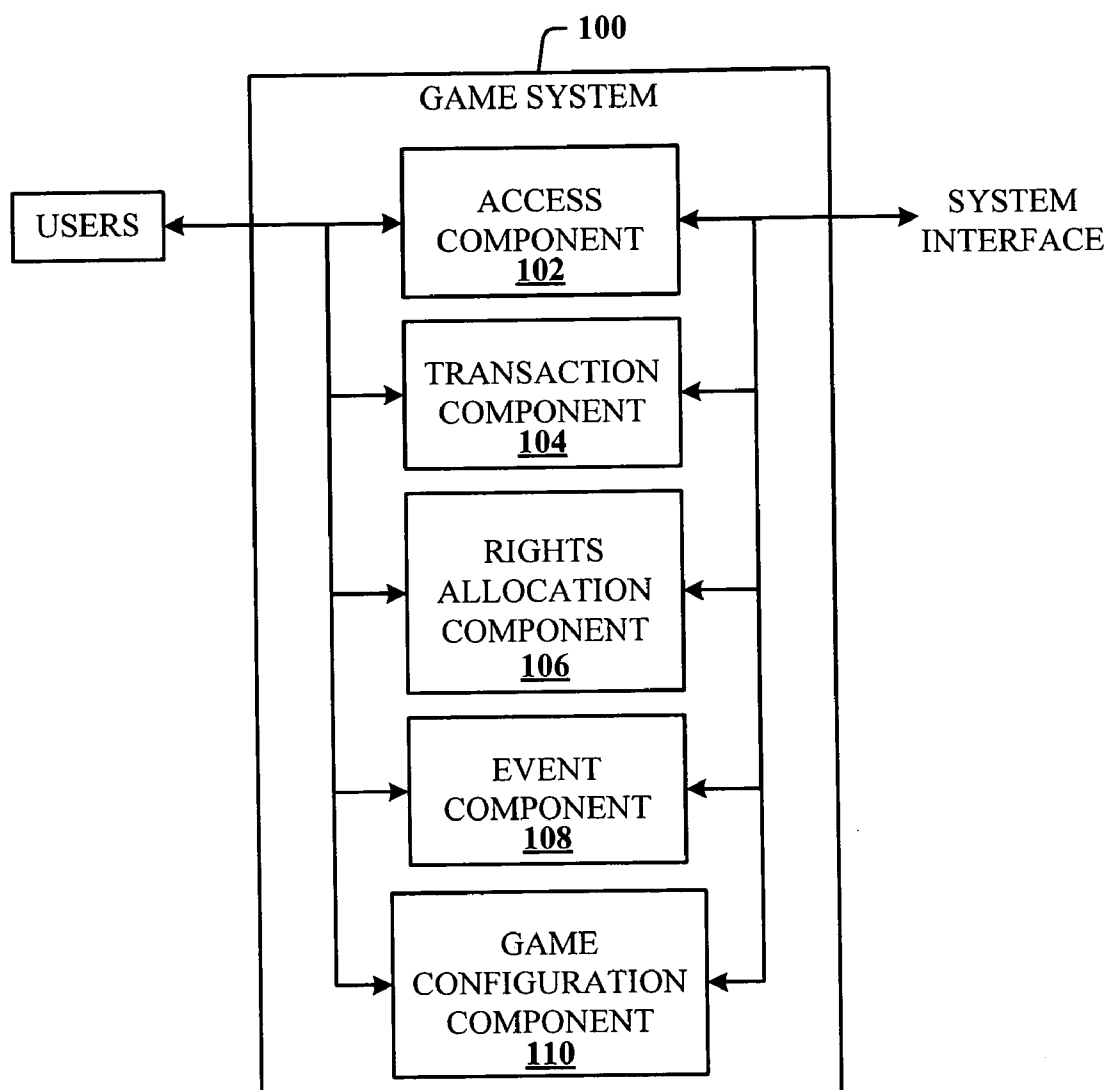 100
GAME SYSTEM
USERS
ACCESS
COMPONENT
102
SYSTEM
INTERFACE
TRANSACTION
COMPONENT
104
RIGHTS
ALLOCATION
COMPONENT
106
EVENT
COMPONENT
108
GAME
CONFIGURATION
COMPONENT
110